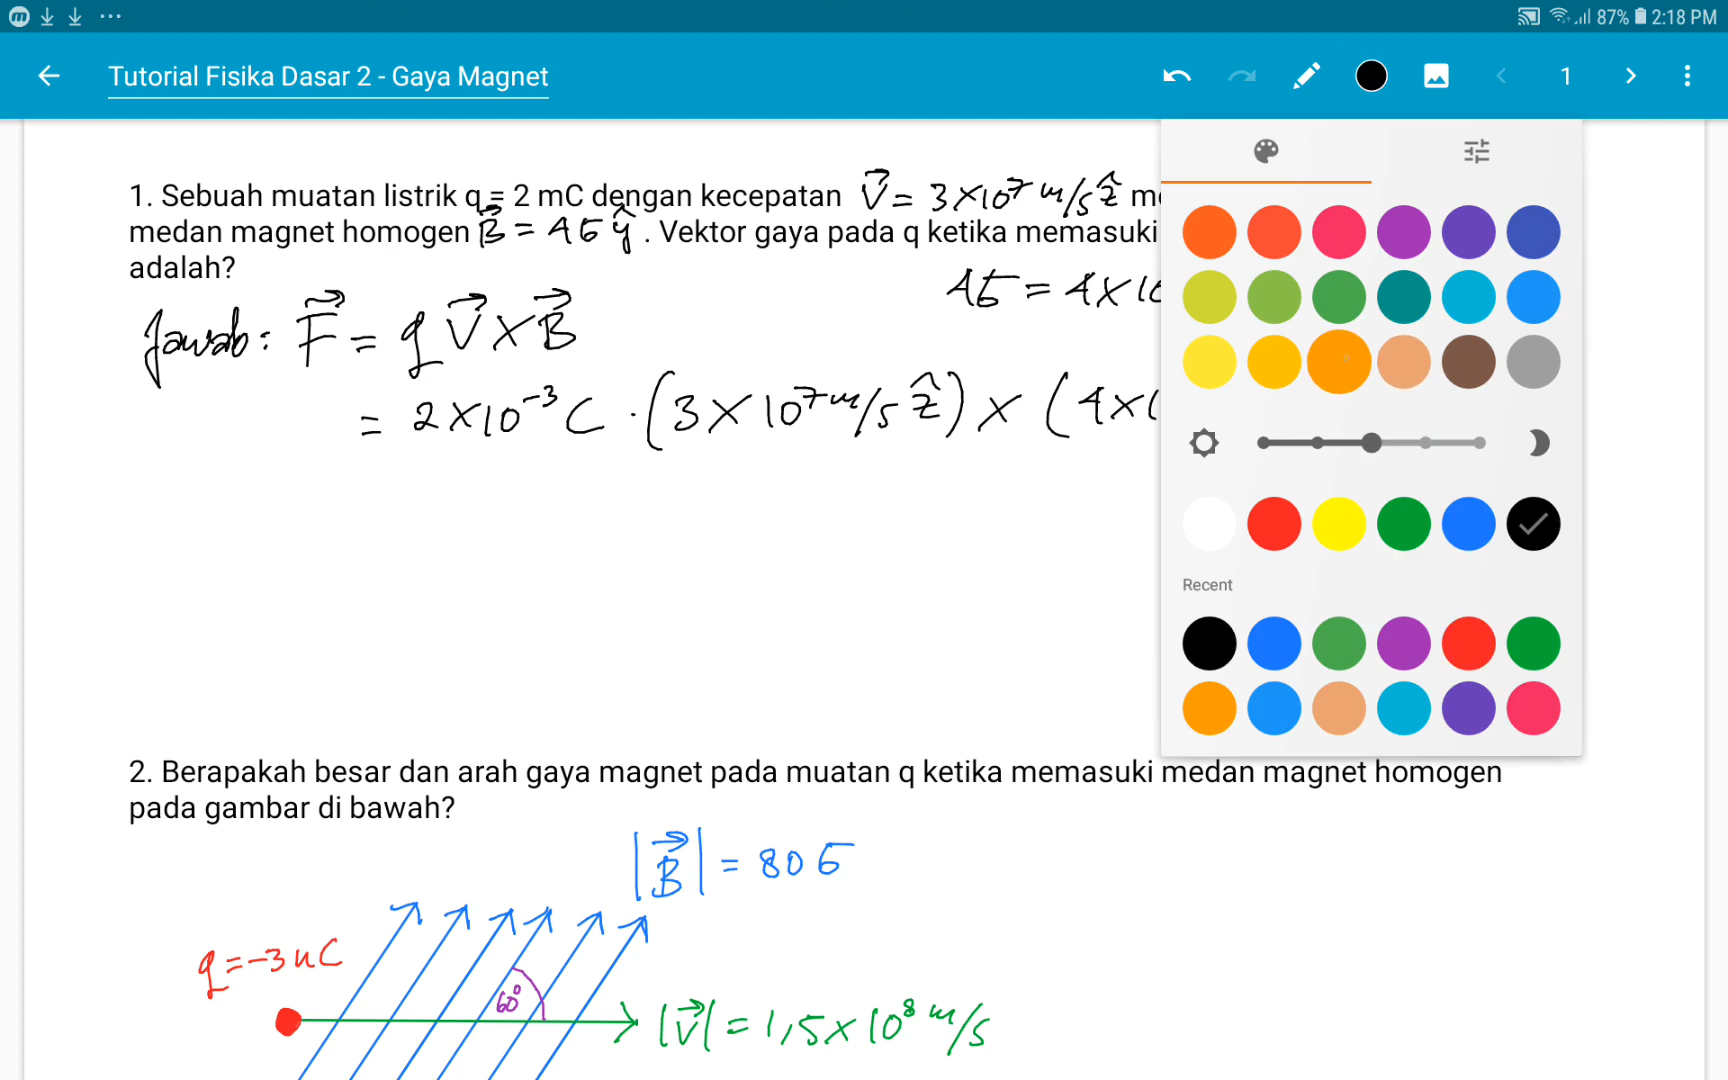 87% 2:18 PM
Tutorial Fisika Dasar 2 - Gaya Magnet
1
1. Sebuah muatan listrik q = 2 mC dengan kecepatan V⃗ = 3×10⁷ m/s ẑ
medan magnet homogen B⃗ = 4 G ŷ . Vektor gaya pada q ketika memasuki
adalah?
4G = 4×10
Jawab: F⃗ = q V⃗ × B⃗
= 2×10⁻³ C · (3×10⁷ m/s ẑ) × (4×1
Recent
2. Berapakah besar dan arah gaya magnet pada muatan q ketika memasuki medan magnet homogen
pada gambar di bawah?
|B⃗| = 80 G
q = -3 uC
60°
|V⃗| = 1,5×10⁸ m/s